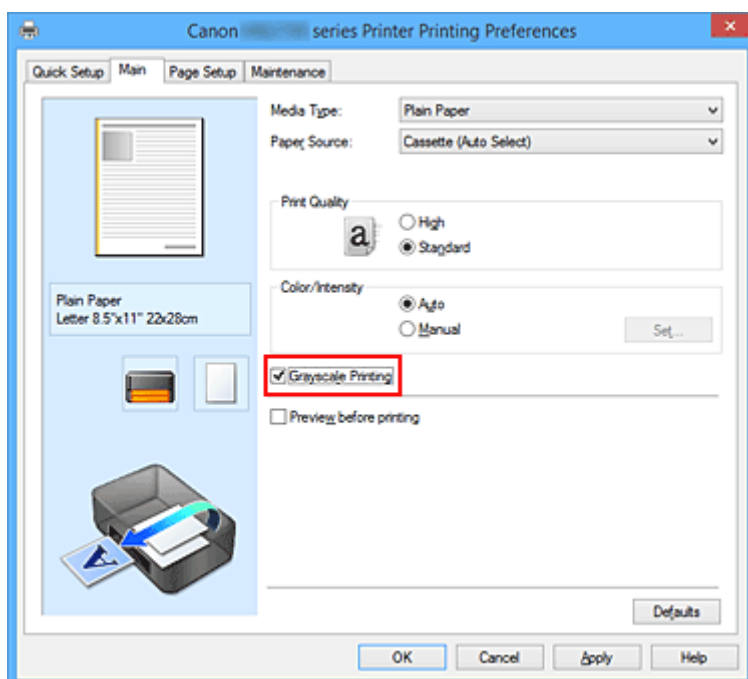 Canon series Printer Printing Preferences
Quick Setup Main Page Setup Maintenance
Media Type: Plain Paper
Paper Source: Cassette (Auto Select)
Print Quality
a
High
Standard
Color/Intensity
Auto
Manual Set...
Plain Paper
Letter 8.5"x11" 22x28cm
Grayscale Printing
Preview before printing
A
Defaults
OK Cancel Apply Help